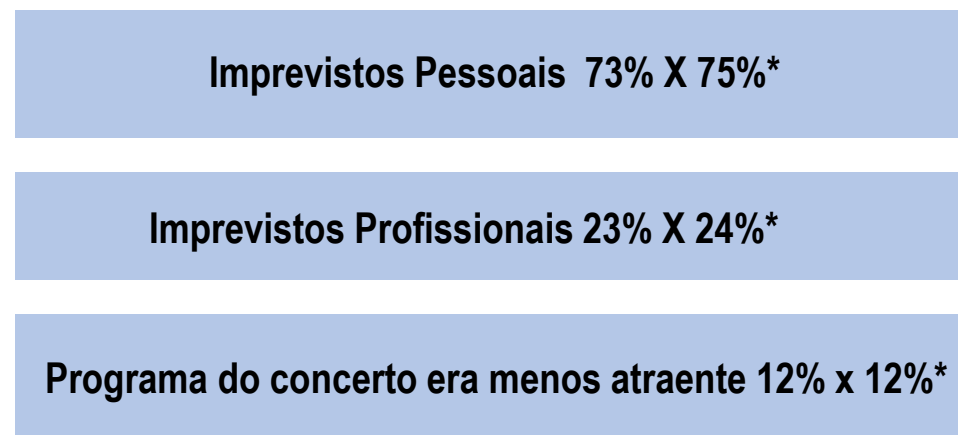 Imprevistos Pessoais 73% X 75%*
Imprevistos Profissionais 23% X 24%*
Programa do concerto era menos atraente 12% x 12%*